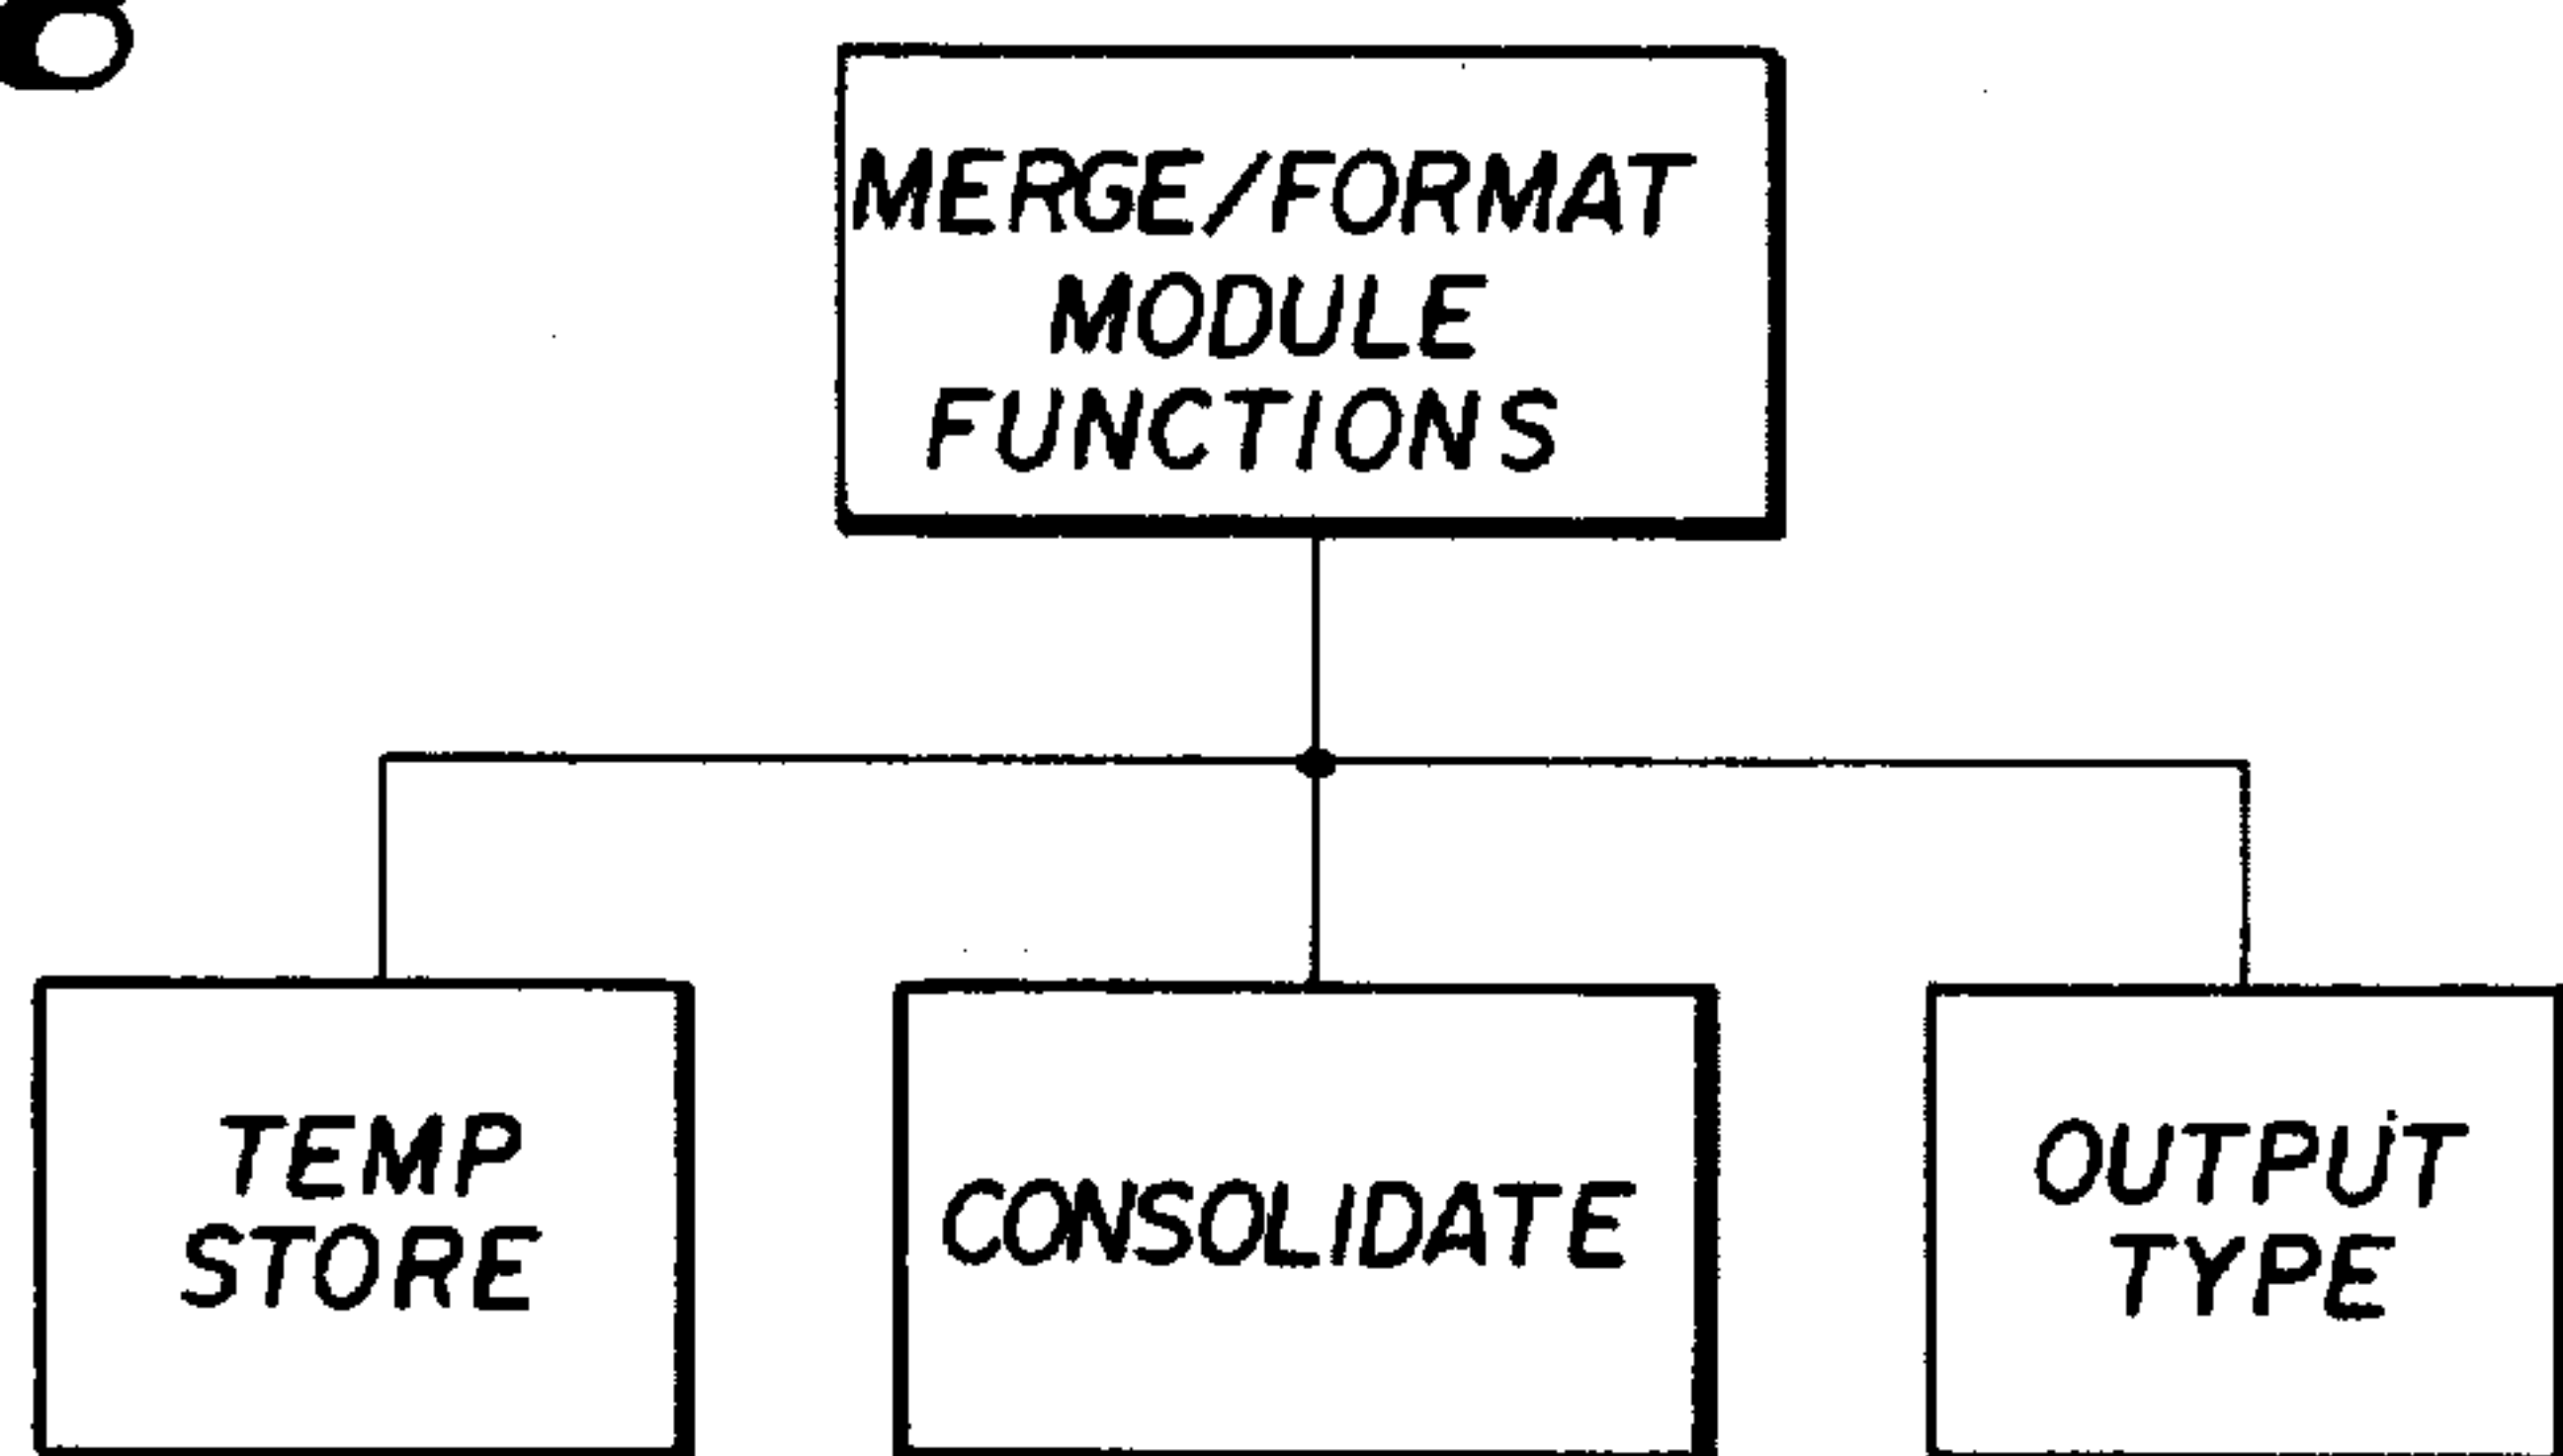 MERGE/FORMAT
MODULE
FUNCTIONS
TEMP
STORE
CONSOLIDATE
OUTPUT
TYPE